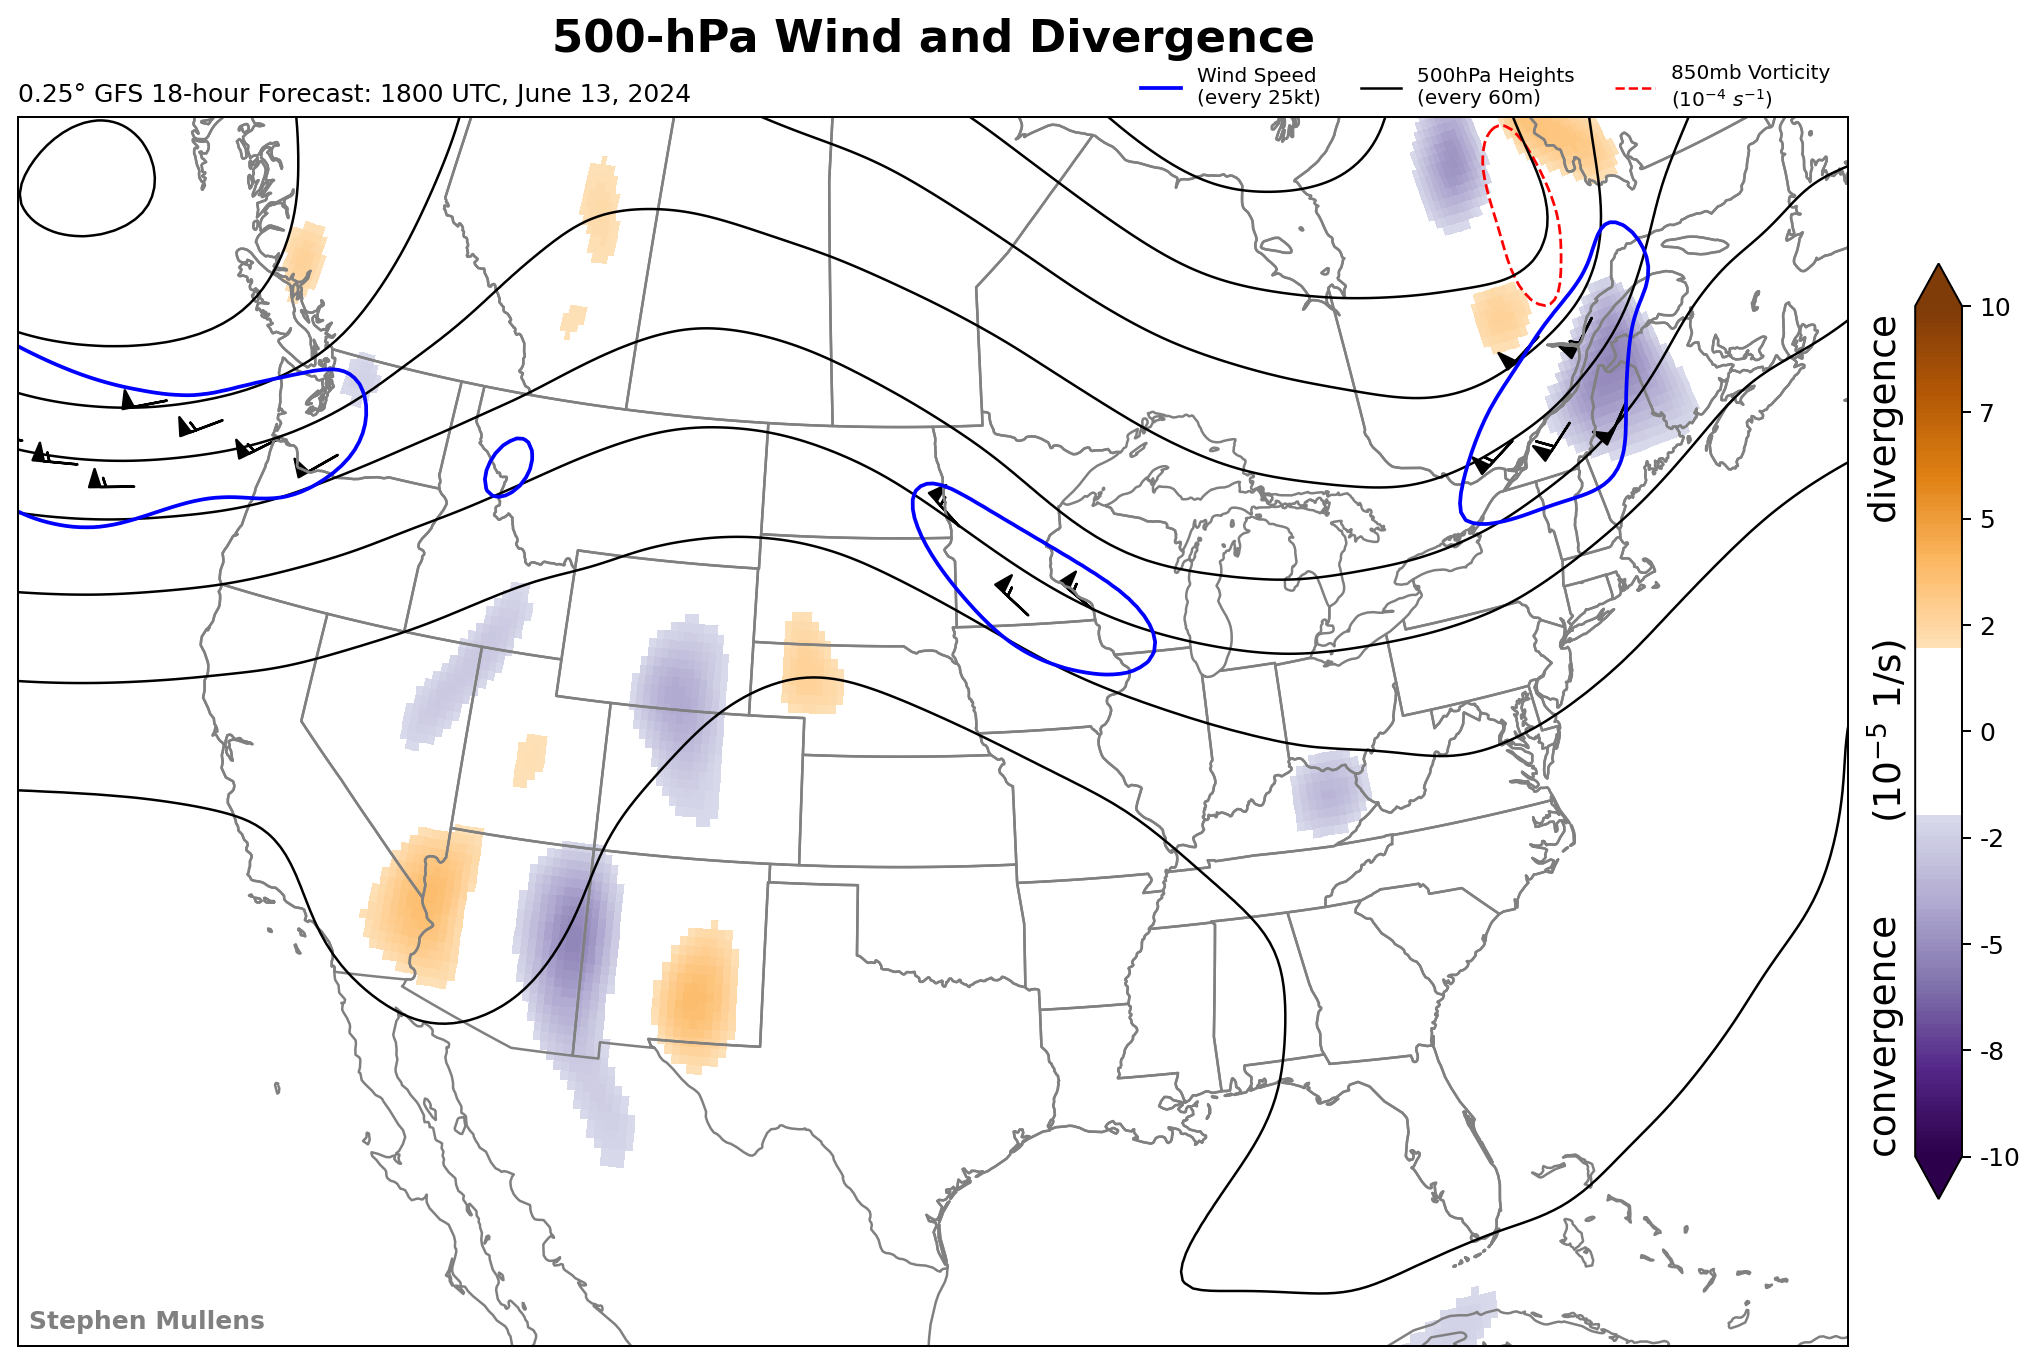 500-hPa Wind and Divergence
0.25° GFS 18-hour Forecast: 1800 UTC, June 13, 2024
Wind Speed
(every 25kt)
500hPa Heights
(every 60m)
850mb Vorticity
(10⁻⁴ s⁻¹)
10
7
5
2
0
-2
-5
-8
-10
convergence (10⁻⁵ 1/s) divergence
Stephen Mullens